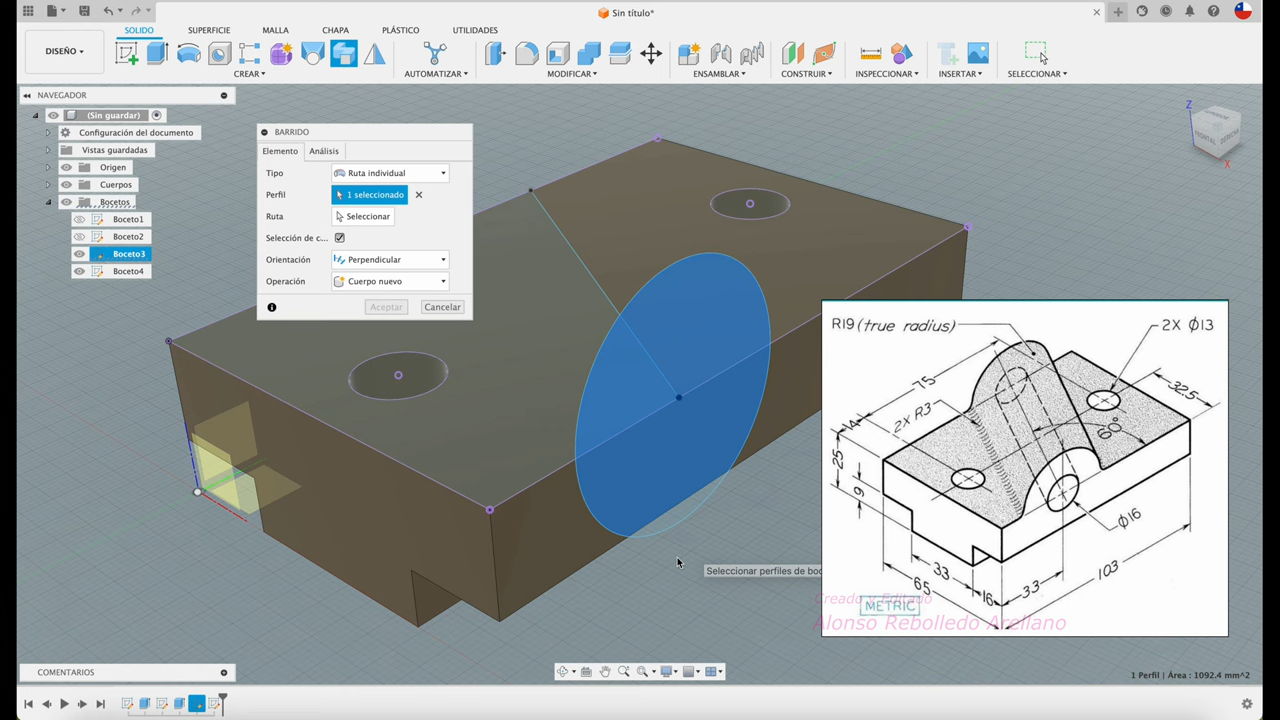 Sin título*
SOLIDO
SUPERFICIE
MALLA
CHAPA
PLÁSTICO
UTILIDADES
DISEÑO
CREAR
AUTOMATIZAR
MODIFICAR
ENSAMBLAR
CONSTRUIR
INSPECCIONAR
INSERTAR
SELECCIONAR
NAVEGADOR
(Sin guardar)
Configuración del documento
Vistas guardadas
Origen
Cuerpos
Bocetos
Boceto1
Boceto2
Boceto3
Boceto4
BARRIDO
Elemento
Análisis
Tipo
Ruta individual
Perfil
1 seleccionado
Ruta
Seleccionar
Selección de c...
Orientación
Perpendicular
Operación
Cuerpo nuevo
Aceptar
Cancelar
Z
X
FRONTAL
DERECHO
Seleccionar perfiles de boc
R19 (true radius)
2X Ø13
75
32.5
14
2X R3
60°
25
9
Ø16
33
65
16
33
103
METRIC
Creado y Editado
Alonso Rebolledo Arellano
COMENTARIOS
1 Perfil | Área : 1092.4 mm^2